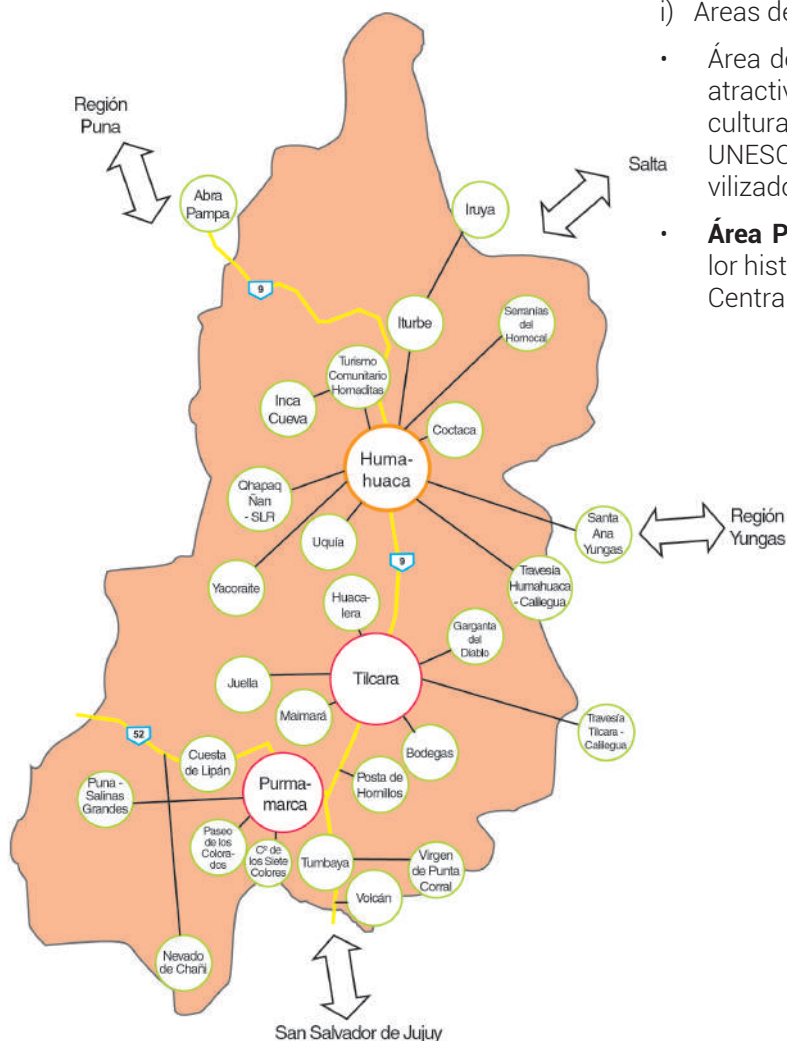 i) Áreas de
• Área de
atractiv
cultura
UNESC
vilizado
• Área P
lor hist
Centra
Región
Puna
Salta
Abra
Pampa
Iruya
9
Iturbe
Serranías
del
Hornocal
Turismo
Comunitario
Hornaditas
Inca
Cueva
Coctaca
Huma-
huaca
Qhapaq
Ñan
- SLR
Uquía
Santa
Ana
Yungas
Región
Yungas
9
Yacoraite
Travesía
Humahuaca
- Calilegua
Huaca-
lera
Garganta
del
Diablo
Juella
Tilcara
Maimará
Travesía
Tilcara -
Calilegua
52
Bodegas
Cuesta
de Lipán
Posta de
Hornillos
Puna -
Salinas
Grandes
Purma-
marca
Paseo
de los
Colora-
dos
Cº de
los Siete
Colores
Tumbaya
Virgen
de Punta
Corral
Volcán
Nevado
de Chañi
San Salvador de Jujuy